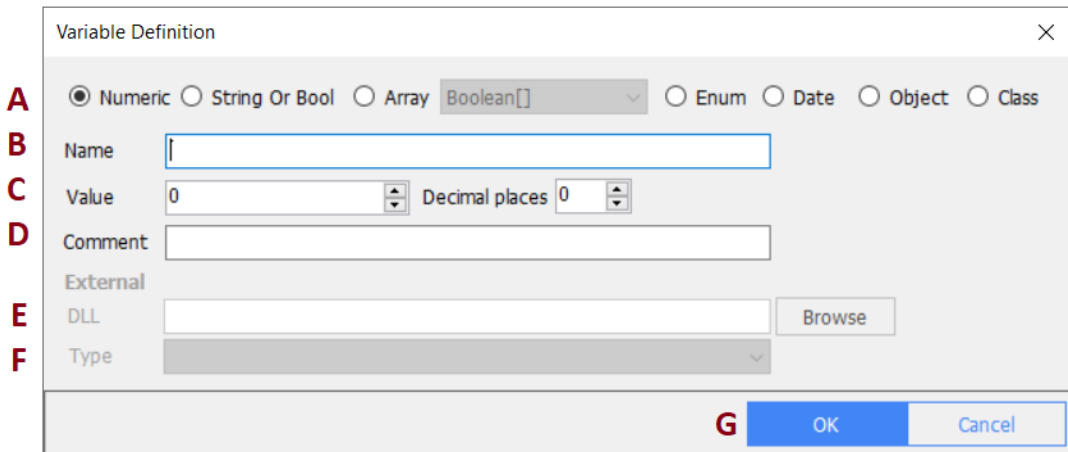 Variable Definition
A Numeric String Or Bool Array Boolean[] Enum Date Object Class
B Name
C Value 0 Decimal places 0
D Comment
External
E DLL Browse
F Type
G OK Cancel